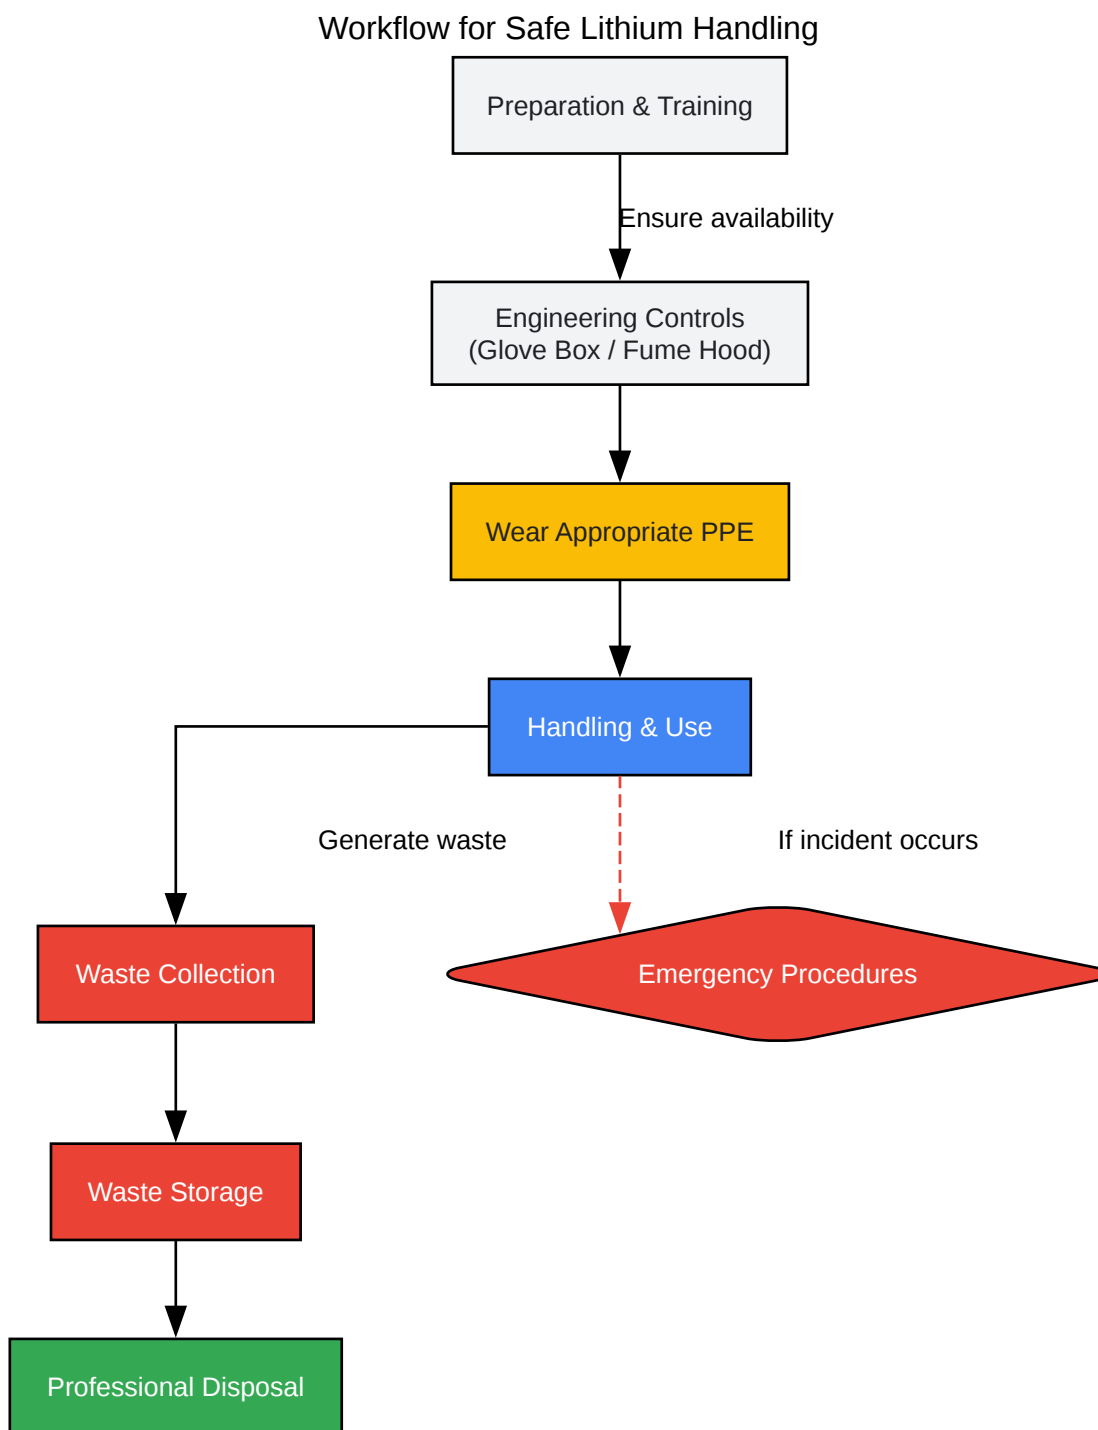 Workflow for Safe Lithium Handling
Preparation & Training
Ensure availability
Engineering Controls
(Glove Box / Fume Hood)
Wear Appropriate PPE
Handling & Use
Generate waste
If incident occurs
Waste Collection
Emergency Procedures
Waste Storage
Professional Disposal